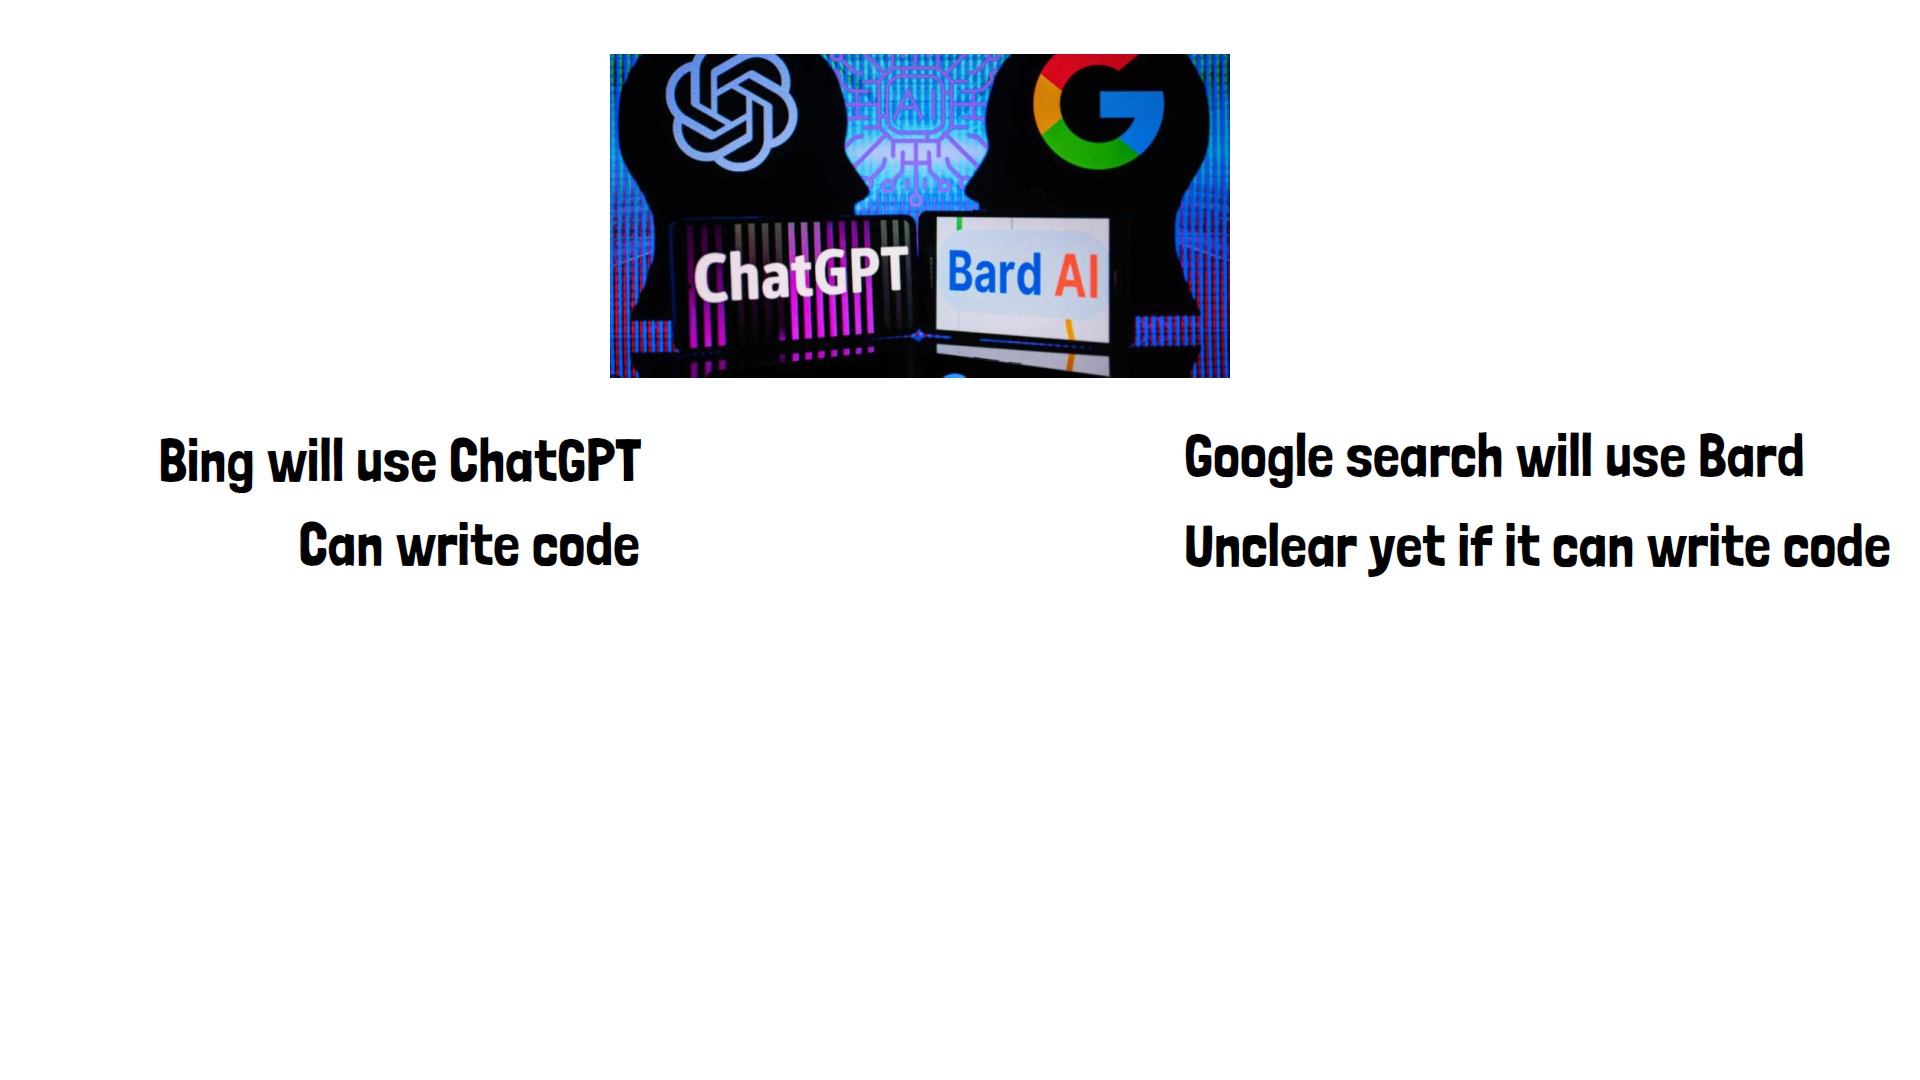 AI
ChatGPT
Bard AI
Bing will use ChatGPT
Google search will use Bard
Can write code
Unclear yet if it can write code